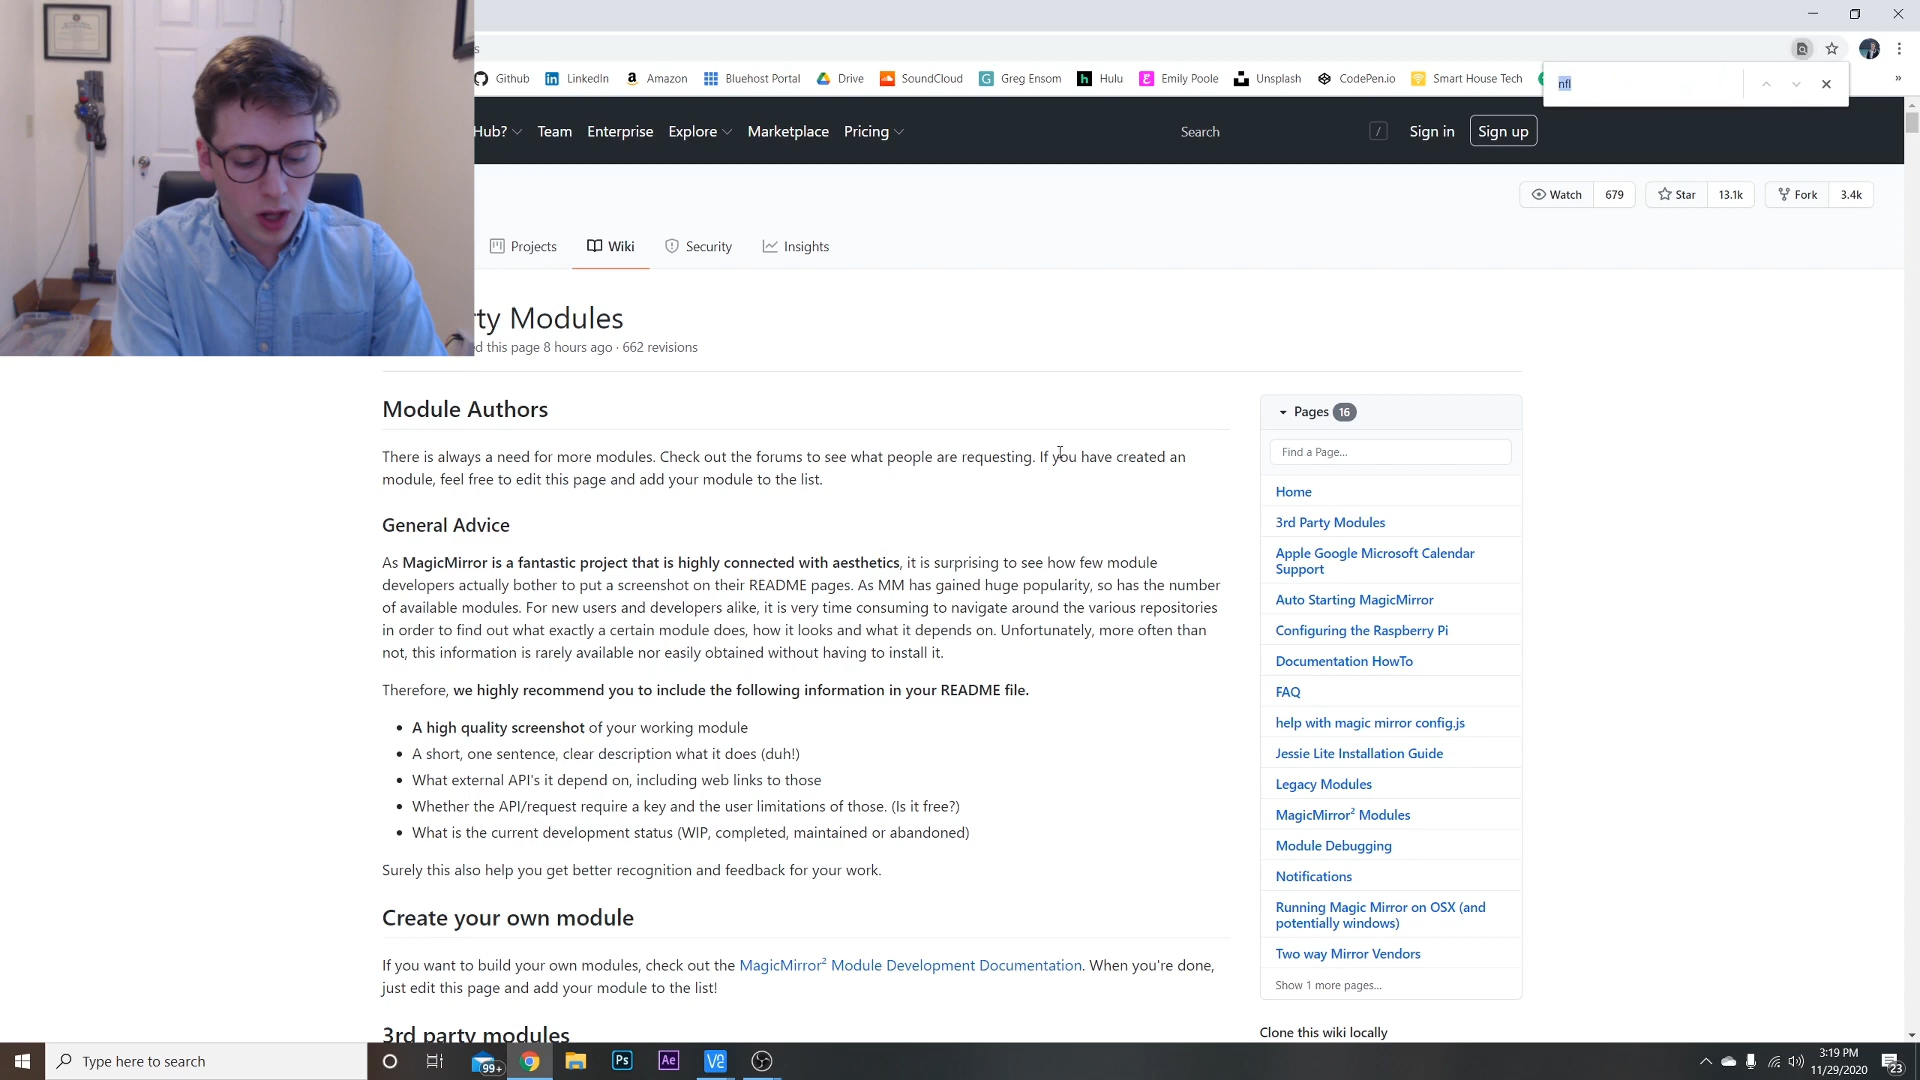 s
Github
LinkedIn
Amazon
Bluehost Portal
Drive
SoundCloud
Greg Ensom
Hulu
Emily Poole
Unsplash
CodePen.io
Smart House Tech
»
nfl
Hub?
Team
Enterprise
Explore
Marketplace
Pricing
Search
/
Sign in
Sign up
Watch 679
Star 13.1k
Fork 3.4k
Projects
Wiki
Security
Insights
ty Modules
d this page 8 hours ago · 662 revisions
Module Authors
There is always a need for more modules. Check out the forums to see what people are requesting. If you have created an
module, feel free to edit this page and add your module to the list.
General Advice
As MagicMirror is a fantastic project that is highly connected with aesthetics, it is surprising to see how few module
developers actually bother to put a screenshot on their README pages. As MM has gained huge popularity, so has the number
of available modules. For new users and developers alike, it is very time consuming to navigate around the various repositories
in order to find out what exactly a certain module does, how it looks and what it depends on. Unfortunately, more often than
not, this information is rarely available nor easily obtained without having to install it.
Therefore, we highly recommend you to include the following information in your README file.
• A high quality screenshot of your working module
• A short, one sentence, clear description what it does (duh!)
• What external API's it depend on, including web links to those
• Whether the API/request require a key and the user limitations of those. (Is it free?)
• What is the current development status (WIP, completed, maintained or abandoned)
Surely this also help you get better recognition and feedback for your work.
Create your own module
If you want to build your own modules, check out the MagicMirror² Module Development Documentation. When you're done,
just edit this page and add your module to the list!
3rd party modules
Pages 16
Find a Page...
Home
3rd Party Modules
Apple Google Microsoft Calendar
Support
Auto Starting MagicMirror
Configuring the Raspberry Pi
Documentation HowTo
FAQ
help with magic mirror config.js
Jessie Lite Installation Guide
Legacy Modules
MagicMirror² Modules
Module Debugging
Notifications
Running Magic Mirror on OSX (and
potentially windows)
Two way Mirror Vendors
Show 1 more pages...
Clone this wiki locally
Type here to search
99+
Ps
Ae
3:19 PM
11/29/2020
23